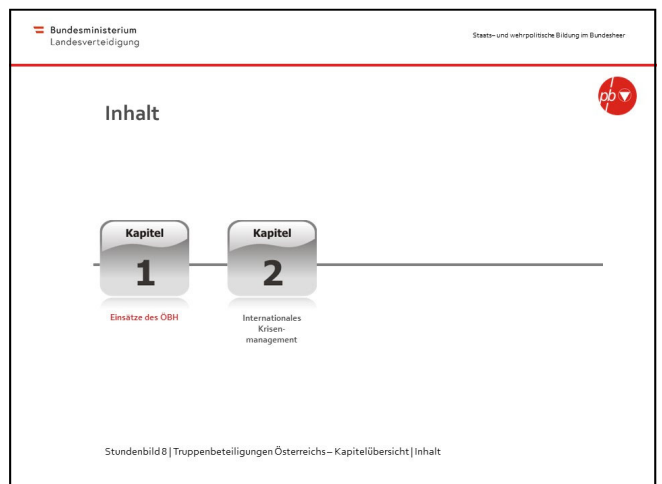 Bundesministerium
Landesverteidigung
Staats- und wehrpolitische Bildung im Bundesheer
pb
Inhalt
Kapitel
1
Einsätze des ÖBH
Kapitel
2
Internationales
Krisen-
management
Stundenbild 8 | Truppenbeteiligungen Österreichs – Kapitelübersicht | Inhalt